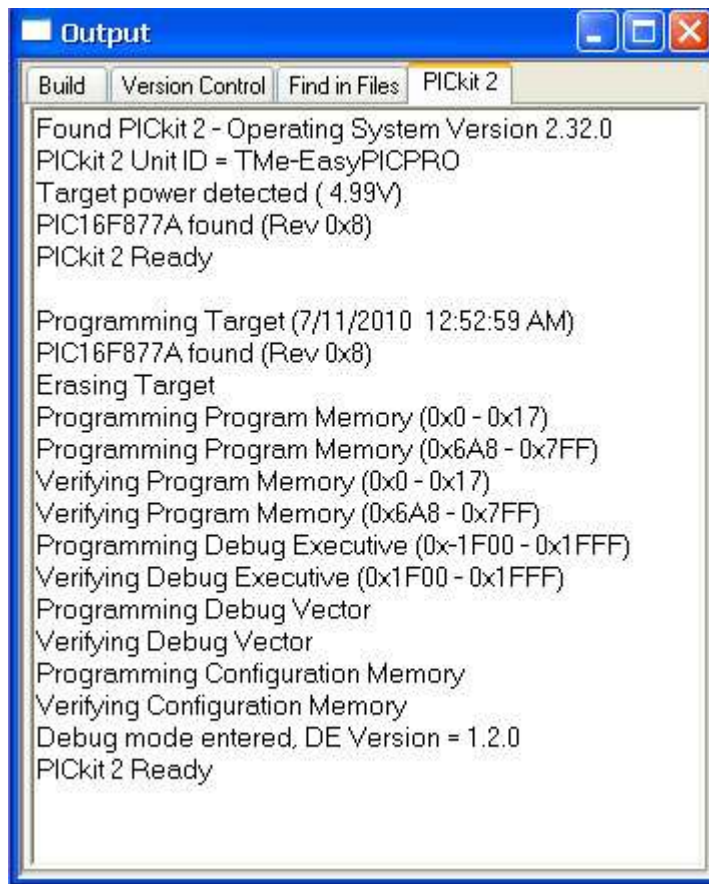 Output
Build Version Control Find in Files PICkit 2
Found PICkit 2 - Operating System Version 2.32.0
PICkit 2 Unit ID = TMe-EasyPICPRO
Target power detected ( 4.99V)
PIC16F877A found (Rev 0x8)
PICkit 2 Ready
Programming Target (7/11/2010 12:52:59 AM)
PIC16F877A found (Rev 0x8)
Erasing Target
Programming Program Memory (0x0 - 0x17)
Programming Program Memory (0x6A8 - 0x7FF)
Verifying Program Memory (0x0 - 0x17)
Verifying Program Memory (0x6A8 - 0x7FF)
Programming Debug Executive (0x-1F00 - 0x1FFF)
Verifying Debug Executive (0x1F00 - 0x1FFF)
Programming Debug Vector
Verifying Debug Vector
Programming Configuration Memory
Verifying Configuration Memory
Debug mode entered, DE Version = 1.2.0
PICkit 2 Ready